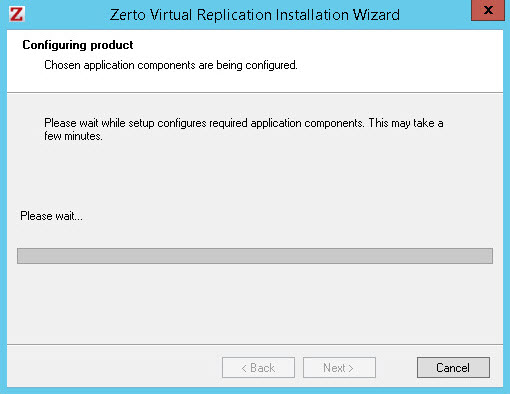 Z Zerto Virtual Replication Installation Wizard x
Configuring product
Chosen application components are being configured.
Please wait while setup configures required application components. This may take a
few minutes.
Please wait...
< Back Next > Cancel